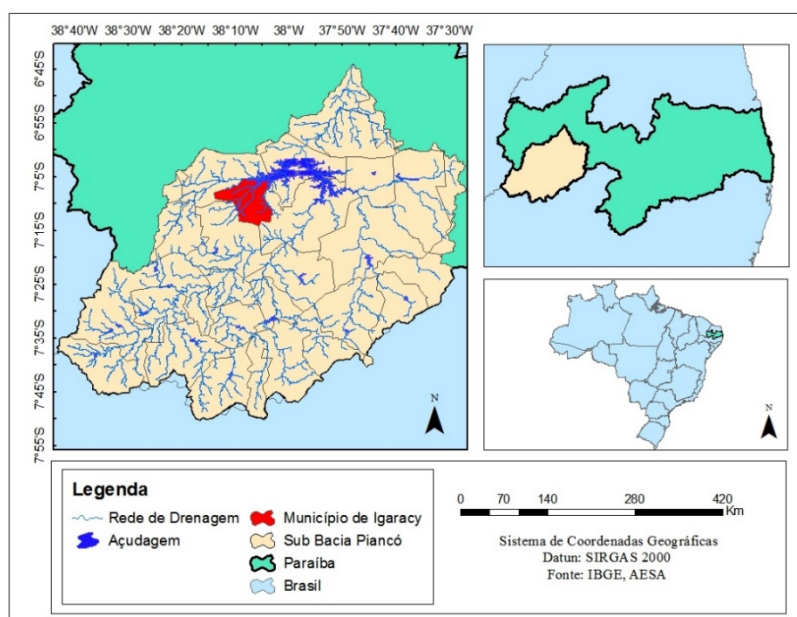 38°40'W 38°30'W 38°20'W 38°10'W 38°0'W 37°50'W 37°40'W 37°30'W
6°45'S
6°55'S
7°5'S
7°15'S
7°25'S
7°35'S
7°45'S
7°55'S
N
N
Legenda
Rede de Drenagem
Açudagem
Município de Igaracy
Sub Bacia Piancó
Paraíba
Brasil
0 70 140 280 420
Km
Sistema de Coordenadas Geográficas
Datun: SIRGAS 2000
Fonte: IBGE, AESA